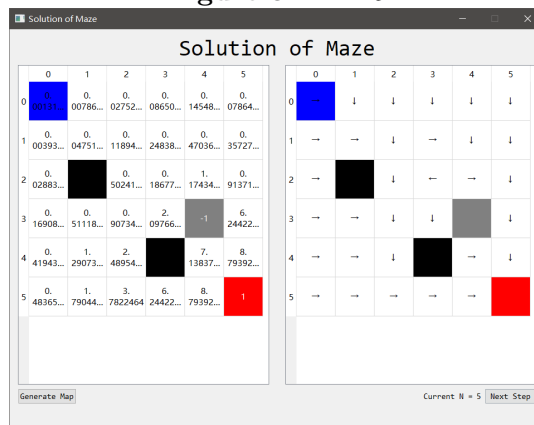 Solution of Maze
Solution of Maze
0 1 2 3 4 5
0 0. 0. 0. 0. 0. 0.
00786... 02752... 08650... 14548... 07864...
1 0. 0. 0. 0. 0. 0.
00393... 04751... 11894... 24838... 47036... 35727...
2 0. 0. 0. 1. 0.
02883... 50241... 18677... 17434... 91371...
3 0. 0. 0. 2. -1 6.
16908... 51118... 90734... 09766... 24422...
4 0. 1. 2. 7. 8.
41943... 29073... 48954... 13837... 79392...
5 0. 1. 3. 6. 8. 1
48365... 79044... 7822464 24422... 79392...
0 1 2 3 4 5
0 → ↓ ↓ ↓ ↓ ↓
1 → → ↓ → ↓ ↓
2 → ↓ ← → ↓
3 → → ↓ ↓ ↓
4 → → ↓ → ↓
5 → → → → →
Generate Map
Current N = 5 Next Step